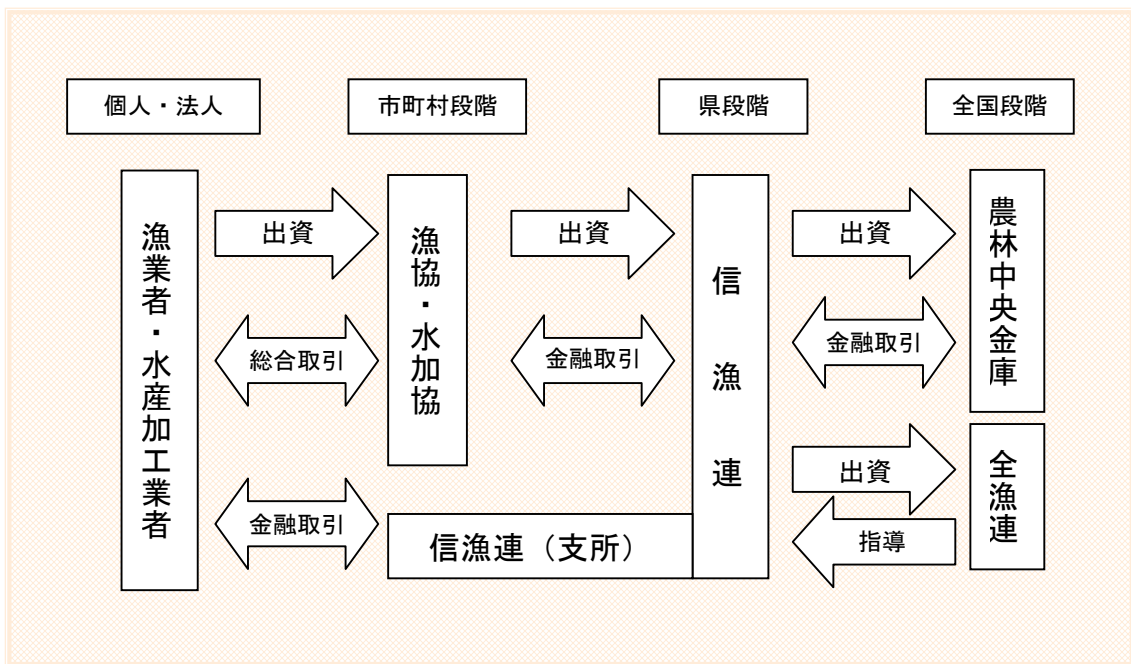 個人・法人
市町村段階
県段階
全国段階
漁業者・水産加工業者
出資
総合取引
金融取引
漁協・水加協
出資
金融取引
信漁連（支所）
信漁連
出資
金融取引
出資
指導
農林中央金庫
全漁連